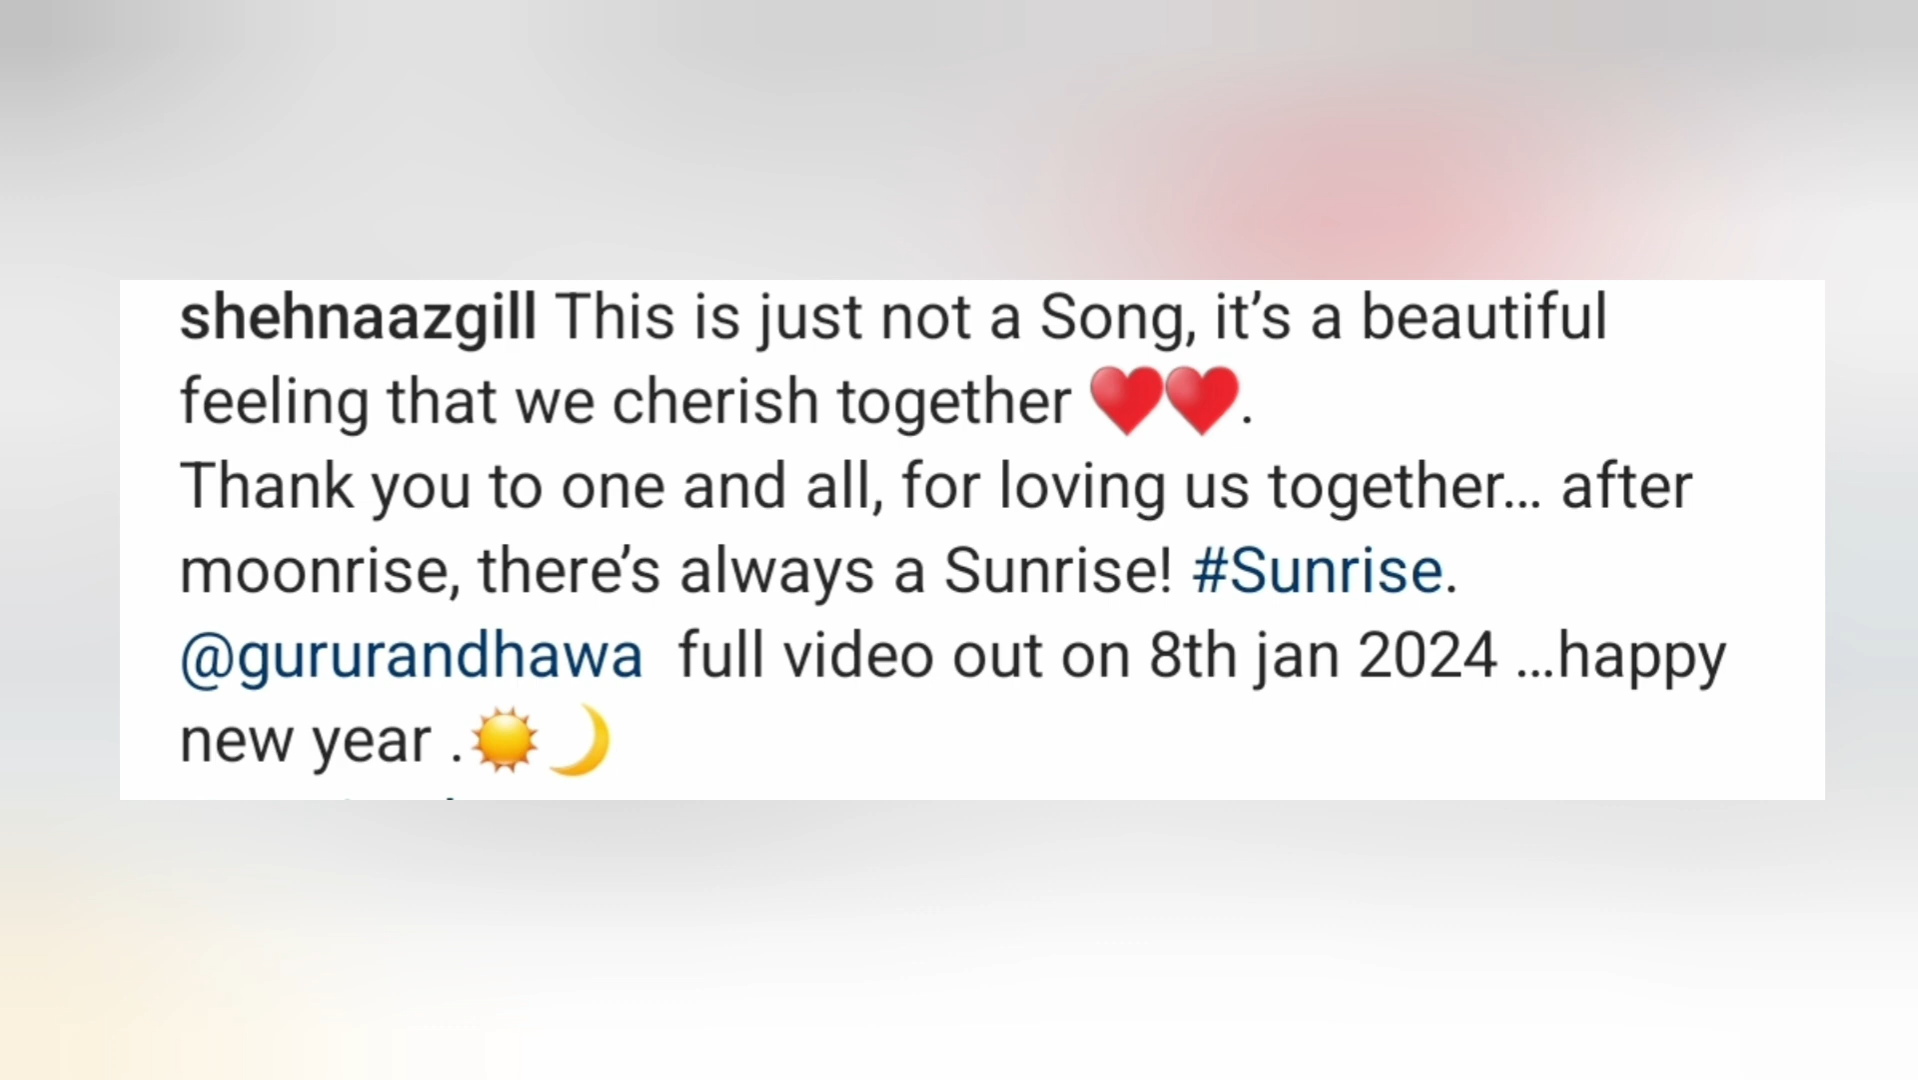 shehnaazgill This is just not a Song, it’s a beautiful
feeling that we cherish together ♥️♥️.
Thank you to one and all, for loving us together... after
moonrise, there’s always a Sunrise! #Sunrise.
@gururandhawa full video out on 8th jan 2024 ...happy
new year .☀️🌙